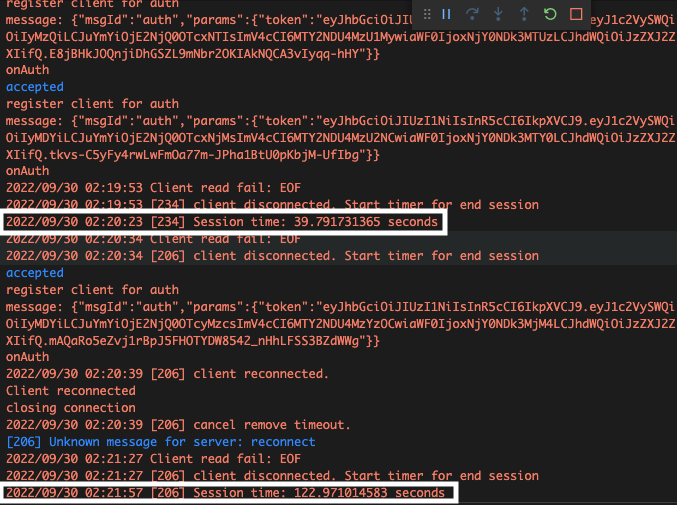 register client for auth
message: {"msgId":"auth","params":{"token":"eyJhbGciOiJIUzI
OiIyMzQiLCJuYmYiOjE2NjQ0OTcxNTIsImV4cCI6MTY2NDU4MzU1MywiaWF0IjoxNjY0NDk3MTUzLCJhdWQiOiJzZXJ2Z
XIifQ.E8jBHkJOQnjiDhGSZL9mNbr2OKIAkNQCA3vIyqq-hHY"}}
onAuth
accepted
register client for auth
message: {"msgId":"auth","params":{"token":"eyJhbGciOiJIUzI1NiIsInR5cCI6IkpXVCJ9.eyJ1c2VySWQi
OiIyMDYiLCJuYmYiOjE2NjQ0OTcxNjMsImV4cCI6MTY2NDU4MzU2NCwiaWF0IjoxNjY0NDk3MTY0LCJhdWQiOiJzZXJ2Z
XIifQ.tkvs-C5yFy4rwLwFmOa77m-JPha1BtU0pKbjM-UfIbg"}}
onAuth
2022/09/30 02:19:53 Client read fail: EOF
2022/09/30 02:19:53 [234] client disconnected. Start timer for end session
2022/09/30 02:20:23 [234] Session time: 39.791731365 seconds
2022/09/30 02:20:34 Client read fail: EOF
2022/09/30 02:20:34 [206] client disconnected. Start timer for end session
accepted
register client for auth
message: {"msgId":"auth","params":{"token":"eyJhbGciOiJIUzI1NiIsInR5cCI6IkpXVCJ9.eyJ1c2VySWQi
OiIyMDYiLCJuYmYiOjE2NjQ0OTcyMzcsImV4cCI6MTY2NDU4MzYzOCwiaWF0IjoxNjY0NDk3MjM4LCJhdWQiOiJzZXJ2Z
XIifQ.mAQaRo5eZvj1rBpJ5FHOTYDW8542_nHhLFSS3BZdWWg"}}
onAuth
2022/09/30 02:20:39 [206] client reconnected.
Client reconnected
closing connection
2022/09/30 02:20:39 [206] cancel remove timeout.
[206] Unknown message for server: reconnect
2022/09/30 02:21:27 Client read fail: EOF
2022/09/30 02:21:27 [206] client disconnected. Start timer for end session
2022/09/30 02:21:57 [206] Session time: 122.971014583 seconds